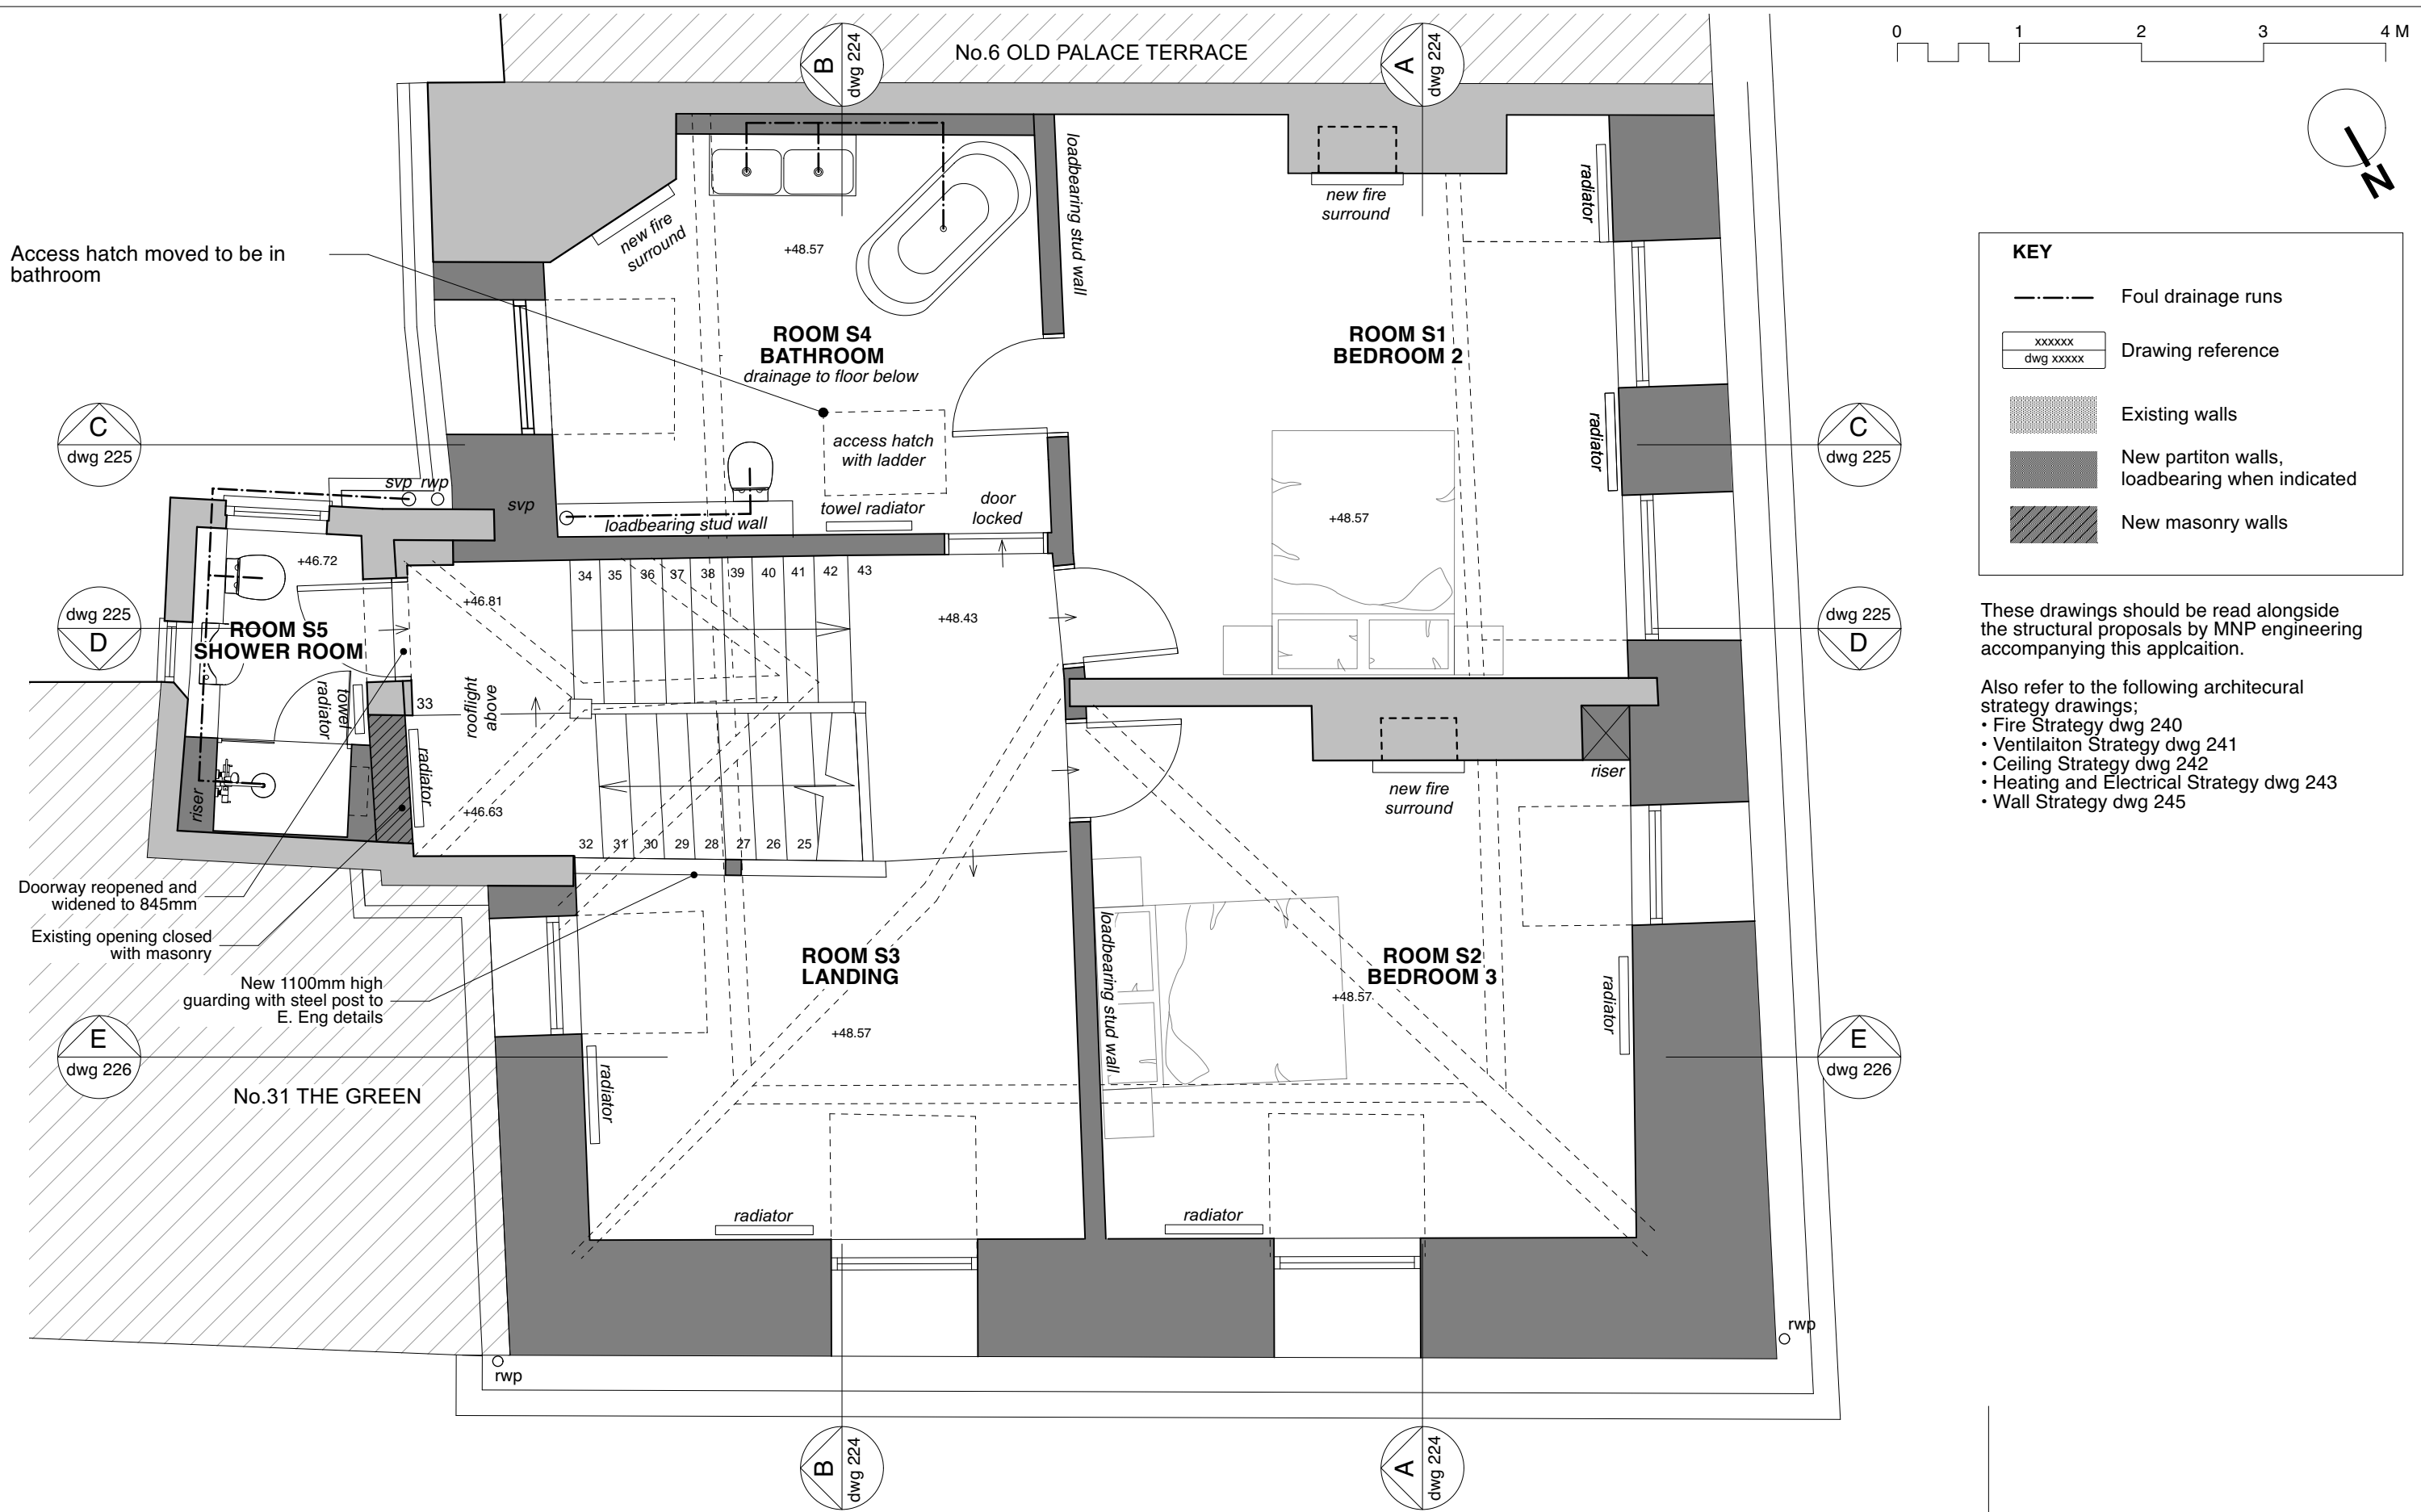 No.6 OLD PALACE TERRACE
B
dwg 224
A
dwg 224
0 1 2 3 4 M
N
KEY
Foul drainage runs
xxxxxx
dwg xxxxx
Drawing reference
Existing walls
New partiton walls,
loadbearing when indicated
New masonry walls
These drawings should be read alongside
the structural proposals by MNP engineering
accompanying this applcaition.
Also refer to the following architecural
strategy drawings;
• Fire Strategy dwg 240
• Ventilaiton Strategy dwg 241
• Ceiling Strategy dwg 242
• Heating and Electrical Strategy dwg 243
• Wall Strategy dwg 245
Access hatch moved to be in
bathroom
new fire
surround
+48.57
ROOM S4
BATHROOM
drainage to floor below
access hatch
with ladder
towel radiator
door
locked
loadbearing stud wall
svp
svp rwp
loadbearing stud wall
new fire
surround
radiator
ROOM S1
BEDROOM 2
radiator
+48.57
C
dwg 225
C
dwg 225
dwg 225
D
dwg 225
D
+46.72
ROOM S5
SHOWER ROOM
towel
radiator
riser
radiator
33
rooflight
above
+46.81
+46.63
34 35 36 37 38 39 40 41 42 43
+48.43
32 31 30 29 28 27 26 25
riser
new fire
surround
Doorway reopened and
widened to 845mm
Existing opening closed
with masonry
New 1100mm high
guarding with steel post to
E. Eng details
ROOM S3
LANDING
+48.57
radiator
radiator
loadbearing stud wall
ROOM S2
BEDROOM 3
+48.57
radiator
radiator
E
dwg 226
E
dwg 226
No.31 THE GREEN
rwp
rwp
B
dwg 224
A
dwg 224